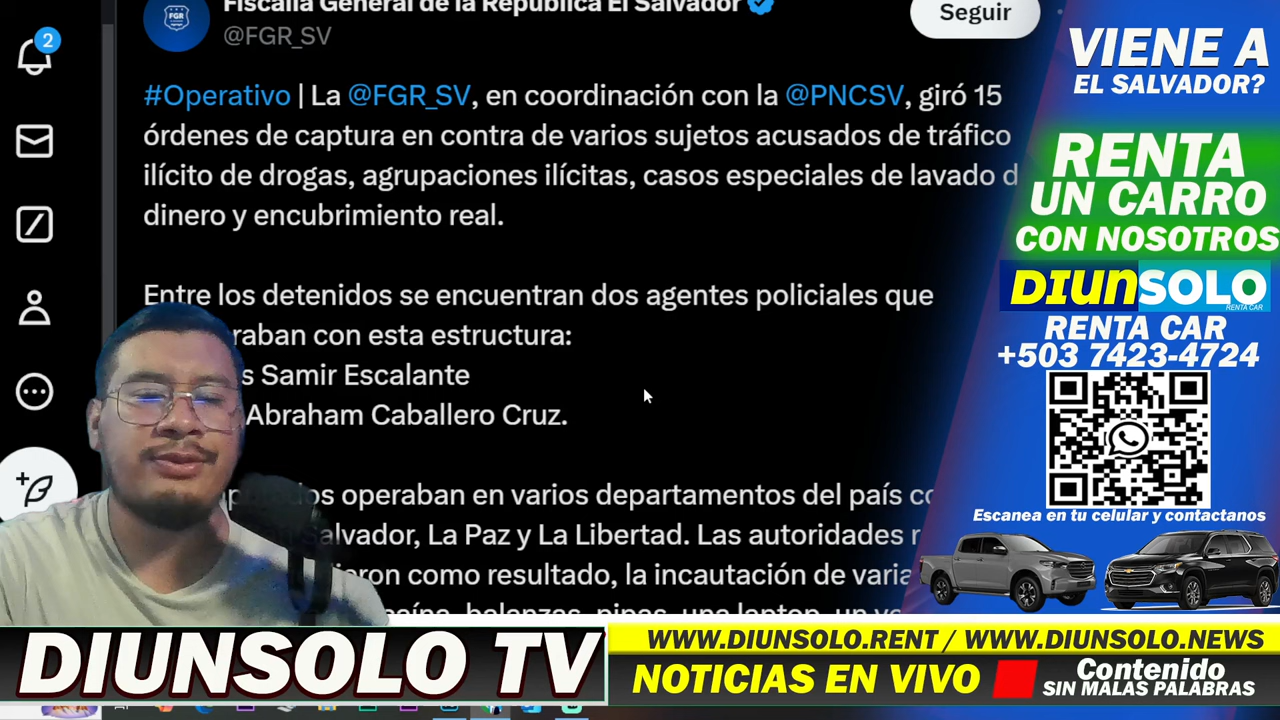 2
Fiscalía General de la República El Salvador
@FGR_SV
Seguir
#Operativo | La @FGR_SV, en coordinación con la @PNCSV, giró 15
órdenes de captura en contra de varios sujetos acusados de tráfico
ilícito de drogas, agrupaciones ilícitas, casos especiales de lavado d
dinero y encubrimiento real.
Entre los detenidos se encuentran dos agentes policiales que
raban con esta estructura:
s Samir Escalante
Abraham Caballero Cruz.
operaban en varios departamentos del país
Salvador, La Paz y La Libertad. Las autoridades
como resultado, la incautación de
balanzas, pipas, una laptop, un
VIENE A
EL SALVADOR?
RENTA
UN CARRO
CON NOSOTROS
DIUNSOLO
RENTA CAR
RENTA CAR
+503 7423-4724
Escanea en tu celular y contactanos
DIUNSOLO TV
WWW.DIUNSOLO.RENT / WWW.DIUNSOLO.NEWS
NOTICIAS EN VIVO
Contenido
SIN MALAS PALABRAS